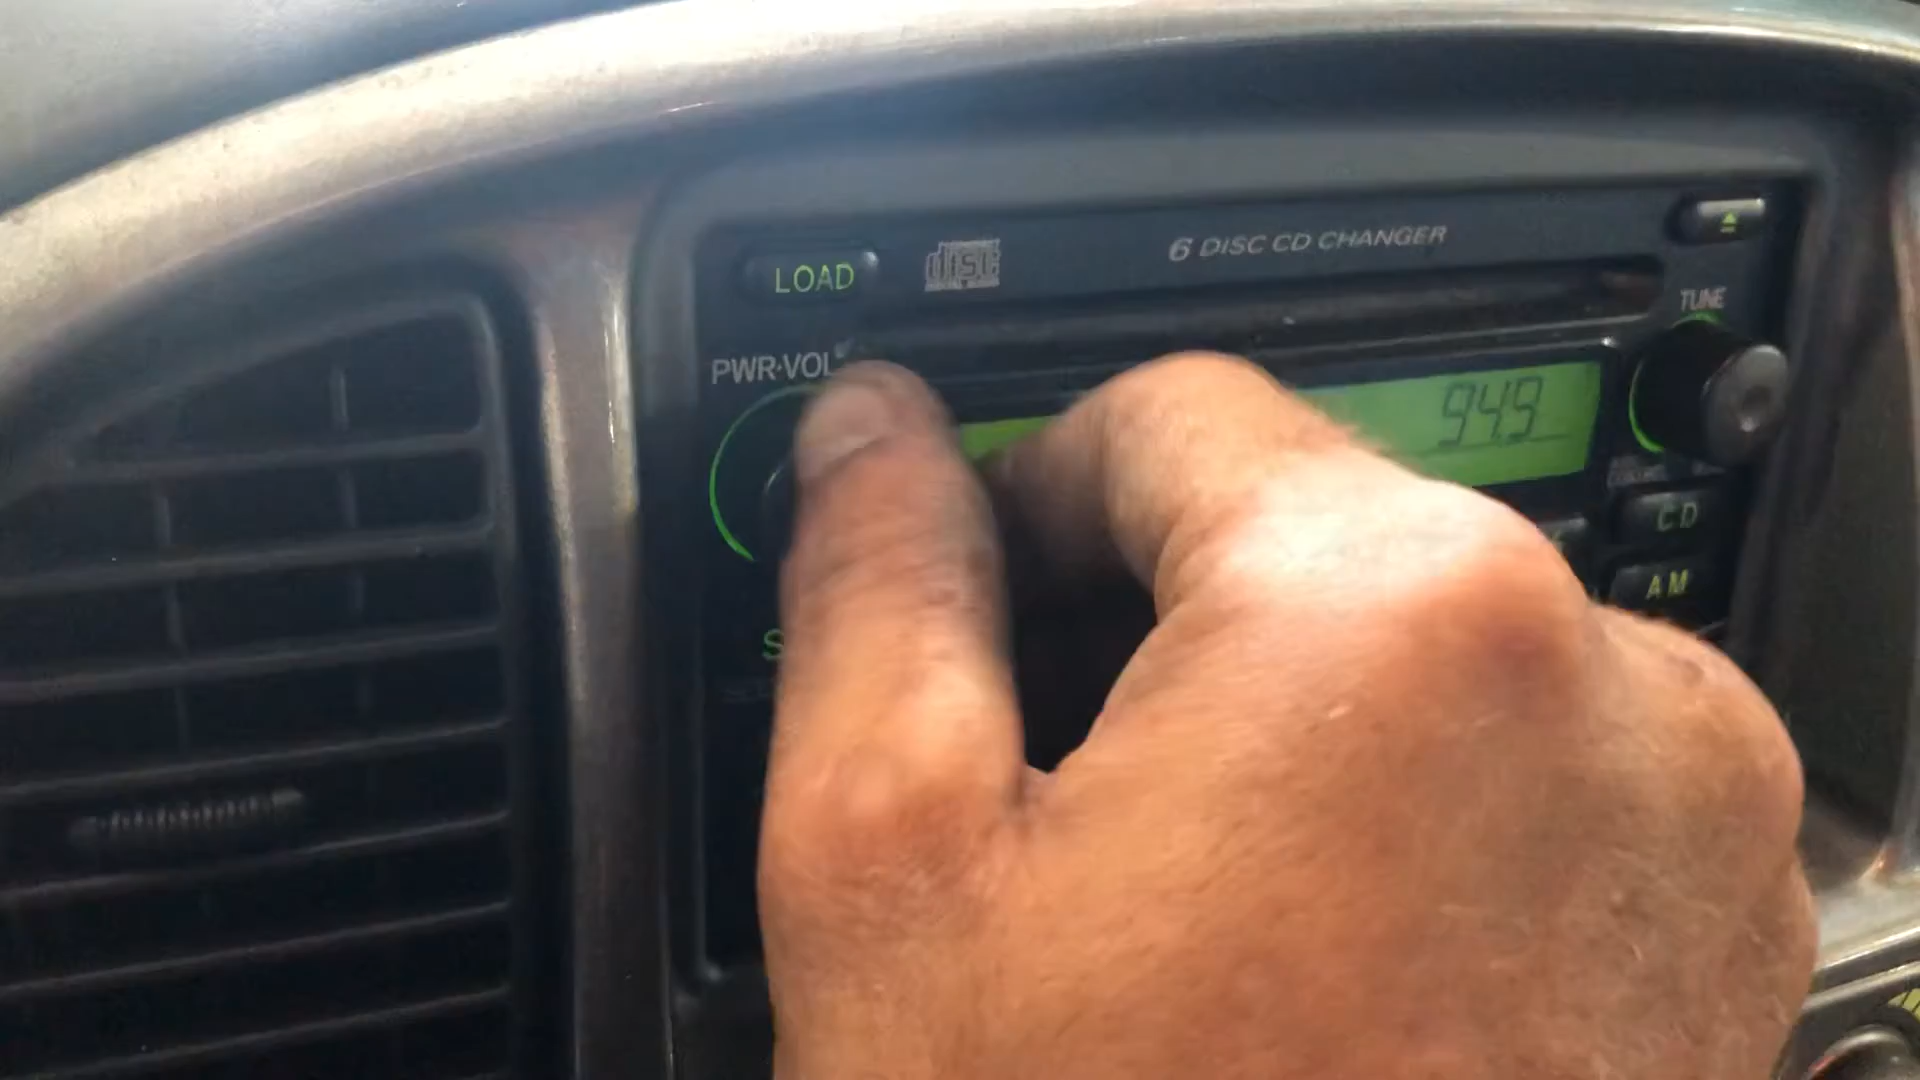 LOAD
disc
6 DISC CD CHANGER
TUNE
PWR·VOL
94.9
CD
AM